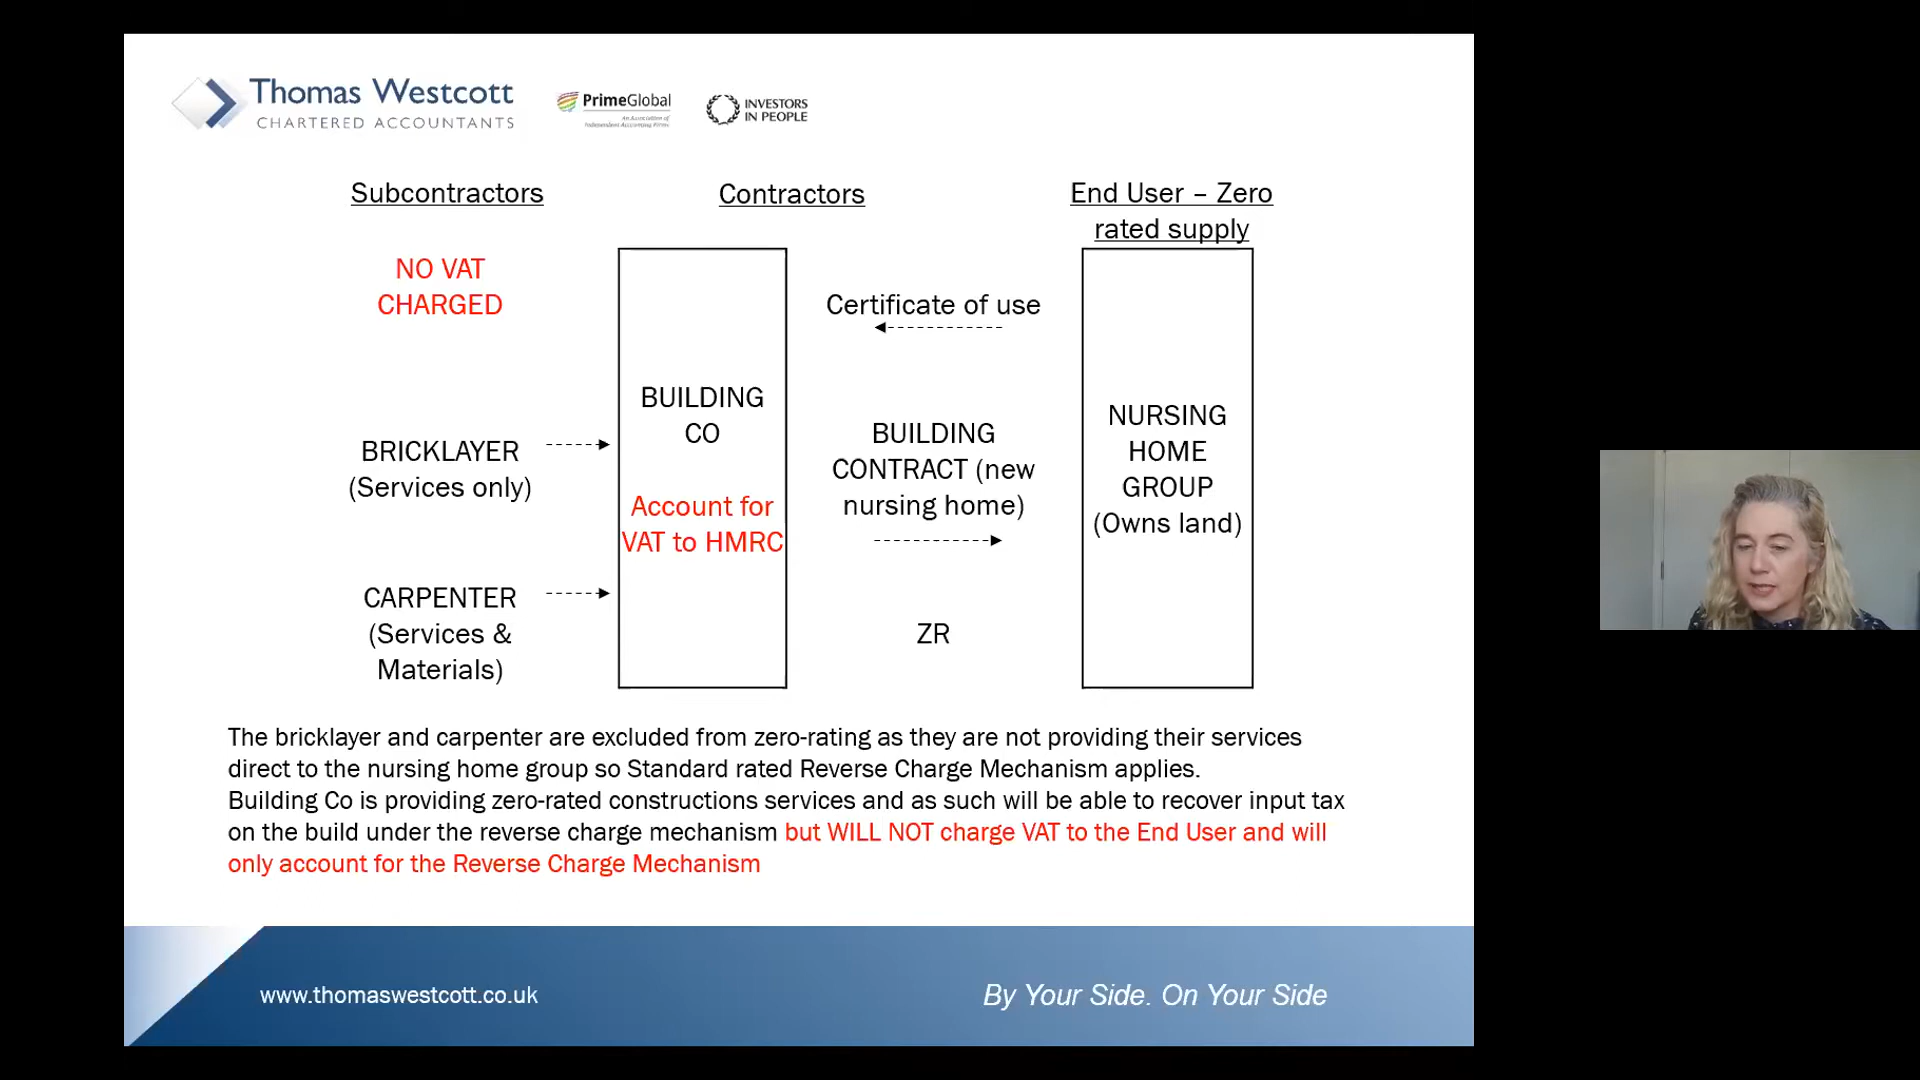 Thomas Westcott
CHARTERED ACCOUNTANTS
PrimeGlobal
An Association of
Independent Accounting Firms
INVESTORS
IN PEOPLE
Subcontractors
Contractors
End User – Zero
rated supply
NO VAT
CHARGED
Certificate of use
BUILDING
CO
Account for
VAT to HMRC
BRICKLAYER
(Services only)
CARPENTER
(Services &
Materials)
BUILDING
CONTRACT (new
nursing home)
ZR
NURSING
HOME
GROUP
(Owns land)
The bricklayer and carpenter are excluded from zero-rating as they are not providing their services
direct to the nursing home group so Standard rated Reverse Charge Mechanism applies.
Building Co is providing zero-rated constructions services and as such will be able to recover input tax
on the build under the reverse charge mechanism but WILL NOT charge VAT to the End User and will
only account for the Reverse Charge Mechanism
www.thomaswestcott.co.uk
By Your Side. On Your Side